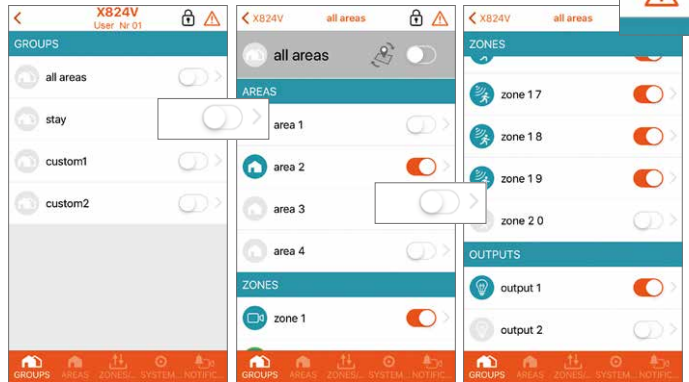 X824V
User Nr 01
GROUPS
all areas
stay
custom1
custom2
GROUPS AREAS ZONES/... SYSTEM... NOTIFIC...
X824V all areas
all areas
AREAS
area 1
area 2
area 3
area 4
ZONES
zone 1
GROUPS AREAS ZONES/... SYSTEM... NOTIFIC...
X824V all areas
ZONES
zone 17
zone 18
zone 19
zone 2 0
OUTPUTS
output 1
output 2
GROUPS AREAS ZONES/... SYSTEM... NOTIFIC...